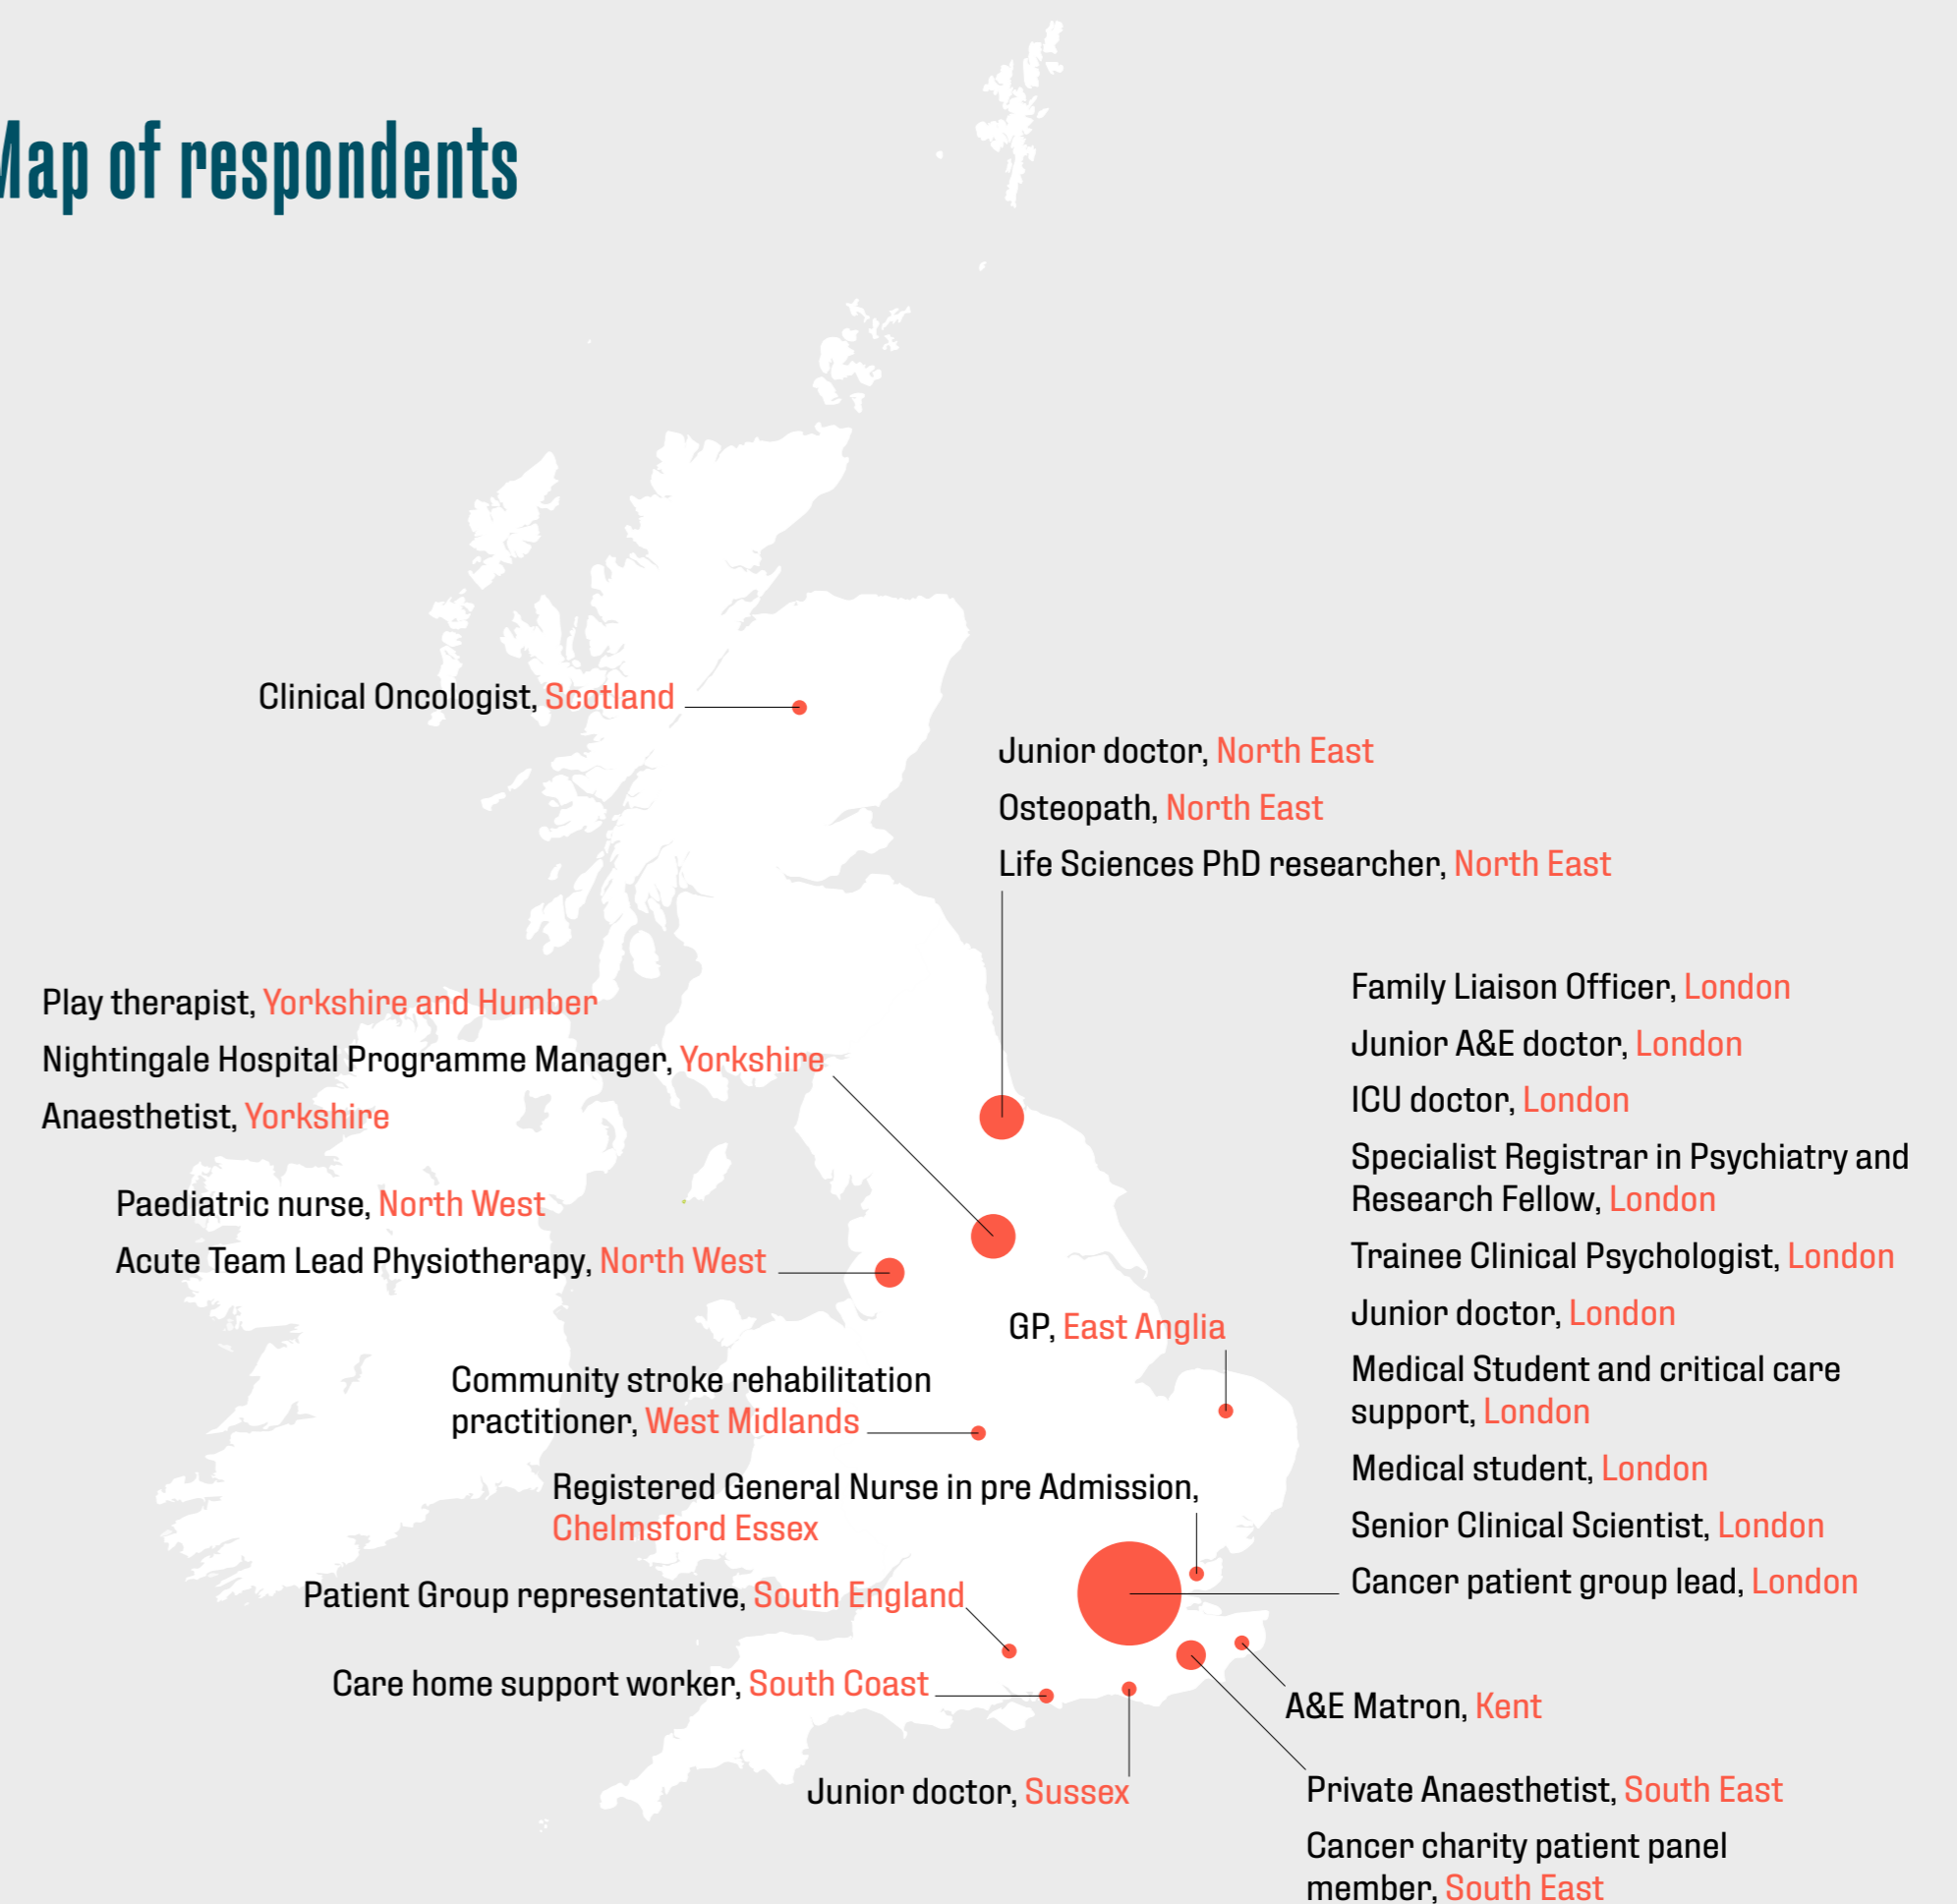 Map of respondents
Clinical Oncologist, Scotland
Junior doctor, North East
Osteopath, North East
Life Sciences PhD researcher, North East
Play therapist, Yorkshire and Humber
Nightingale Hospital Programme Manager, Yorkshire
Anaesthetist, Yorkshire
Paediatric nurse, North West
Acute Team Lead Physiotherapy, North West
Family Liaison Officer, London
Junior A&E doctor, London
ICU doctor, London
Specialist Registrar in Psychiatry and
Research Fellow, London
Trainee Clinical Psychologist, London
Junior doctor, London
Medical Student and critical care
support, London
Medical student, London
Senior Clinical Scientist, London
Cancer patient group lead, London
GP, East Anglia
Community stroke rehabilitation
practitioner, West Midlands
Registered General Nurse in pre Admission,
Chelmsford Essex
Patient Group representative, South England
Care home support worker, South Coast
Junior doctor, Sussex
A&E Matron, Kent
Private Anaesthetist, South East
Cancer charity patient panel
member, South East